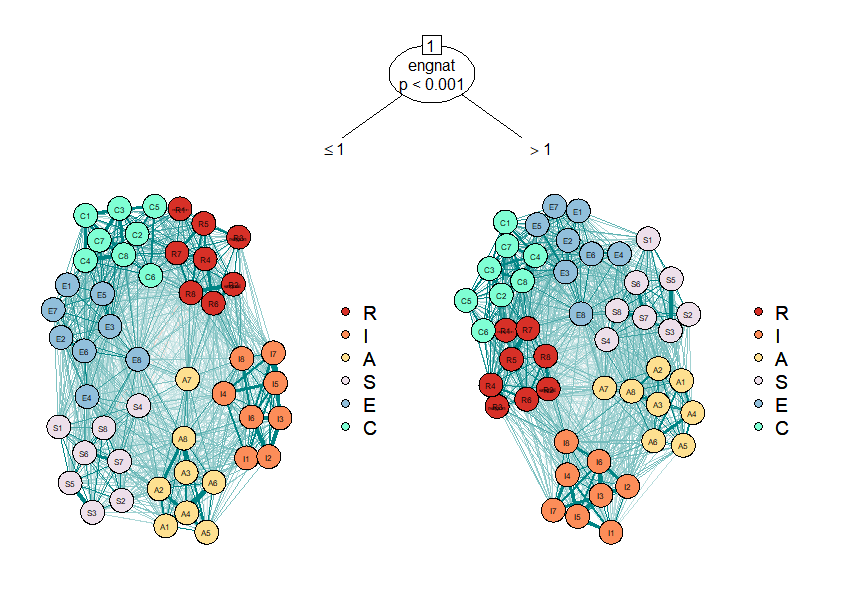 1
engnat
p < 0.001
≤ 1
> 1
C1
C3
C5
R1
R5
C7
C2
R3
C4
C8
R7
R4
C6
R2
E1
E5
R8
R6
E7
E3
E2
E6
E8
I8
I7
A7
I4
I5
E4
S4
I6
I3
S1
S8
A8
S6
S7
I1
I2
A3
S5
A2
A6
S2
S3
A4
A1
A5
R
I
A
S
E
C
E7
E1
C1
E5
C7
E2
S1
C4
E6
E4
C3
E3
C8
S6
S5
C5
C2
E8
S8
S7
S2
C6
R1
R7
S3
S4
R5
R8
A2
R4
R2
A7
A8
A1
R6
A3
R3
A4
I8
A6
A5
I6
I4
I2
I3
I7
I5
I1
R
I
A
S
E
C